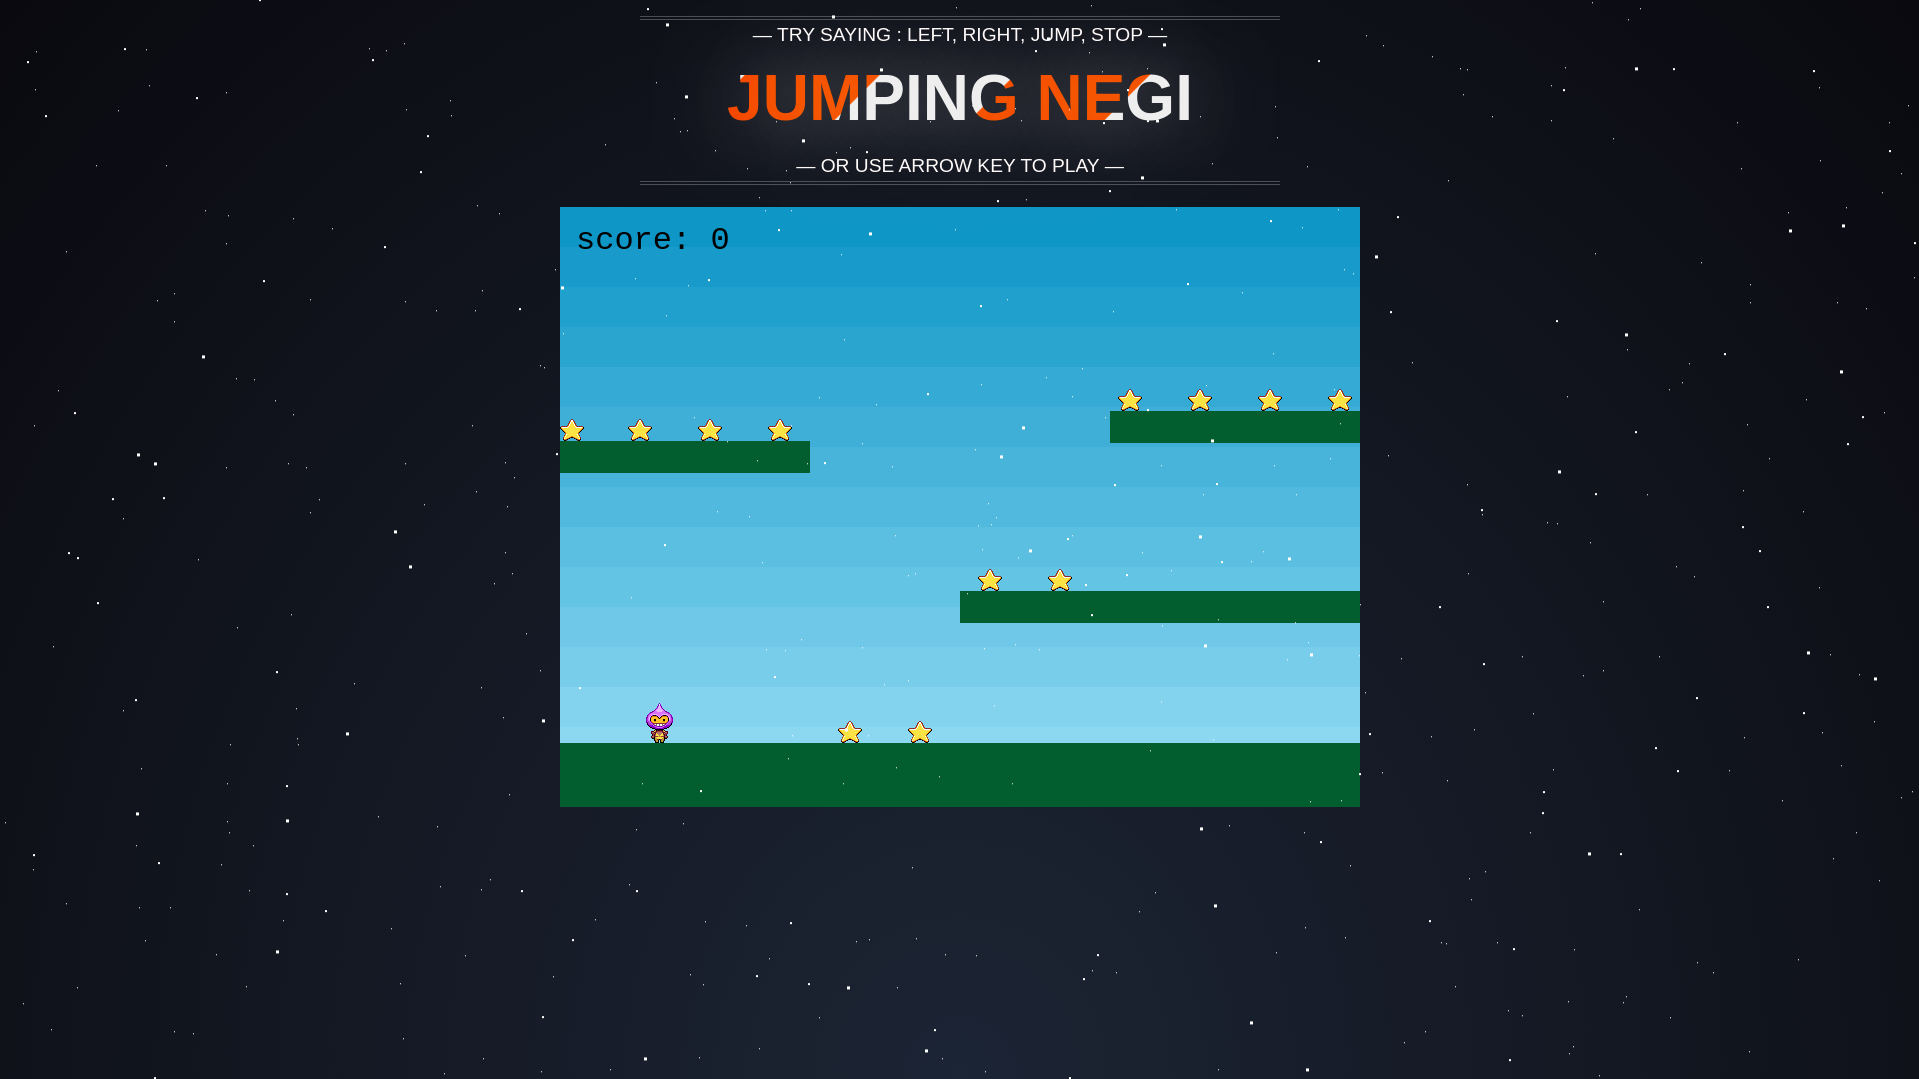 — TRY SAYING : LEFT, RIGHT, JUMP, STOP —
JUMPING NEGI
— OR USE ARROW KEY TO PLAY —
score: 0